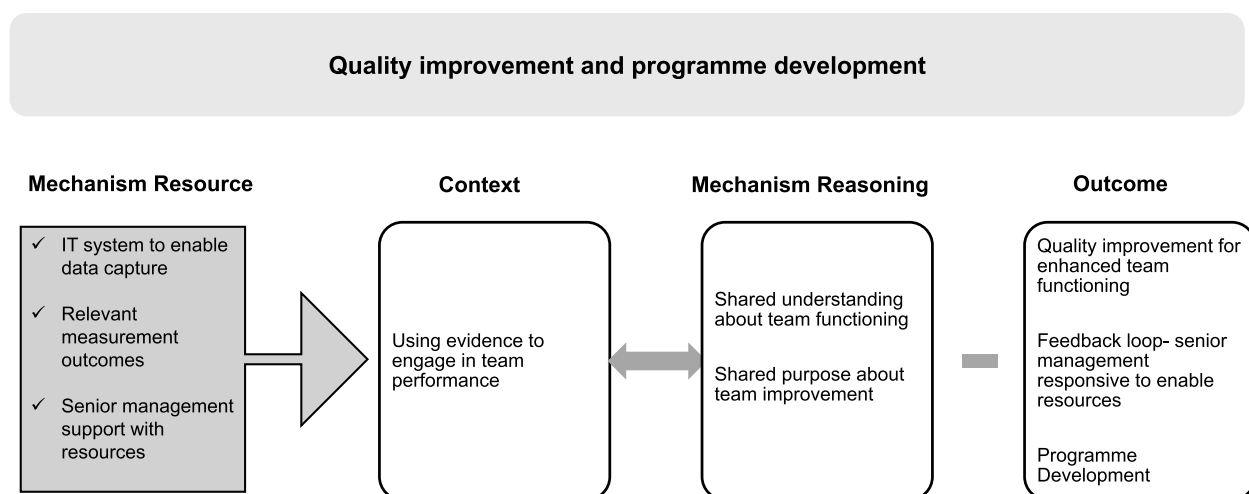 Quality improvement and programme development
Mechanism Resource
✓ IT system to enable
data capture
✓ Relevant
measurement
outcomes
✓ Senior management
support with
resources
Context
Using evidence to
engage in team
performance
Mechanism Reasoning
Shared understanding
about team functioning
Shared purpose about
team improvement
Outcome
Quality improvement for
enhanced team
functioning
Feedback loop- senior
management
responsive to enable
resources
Programme
Development